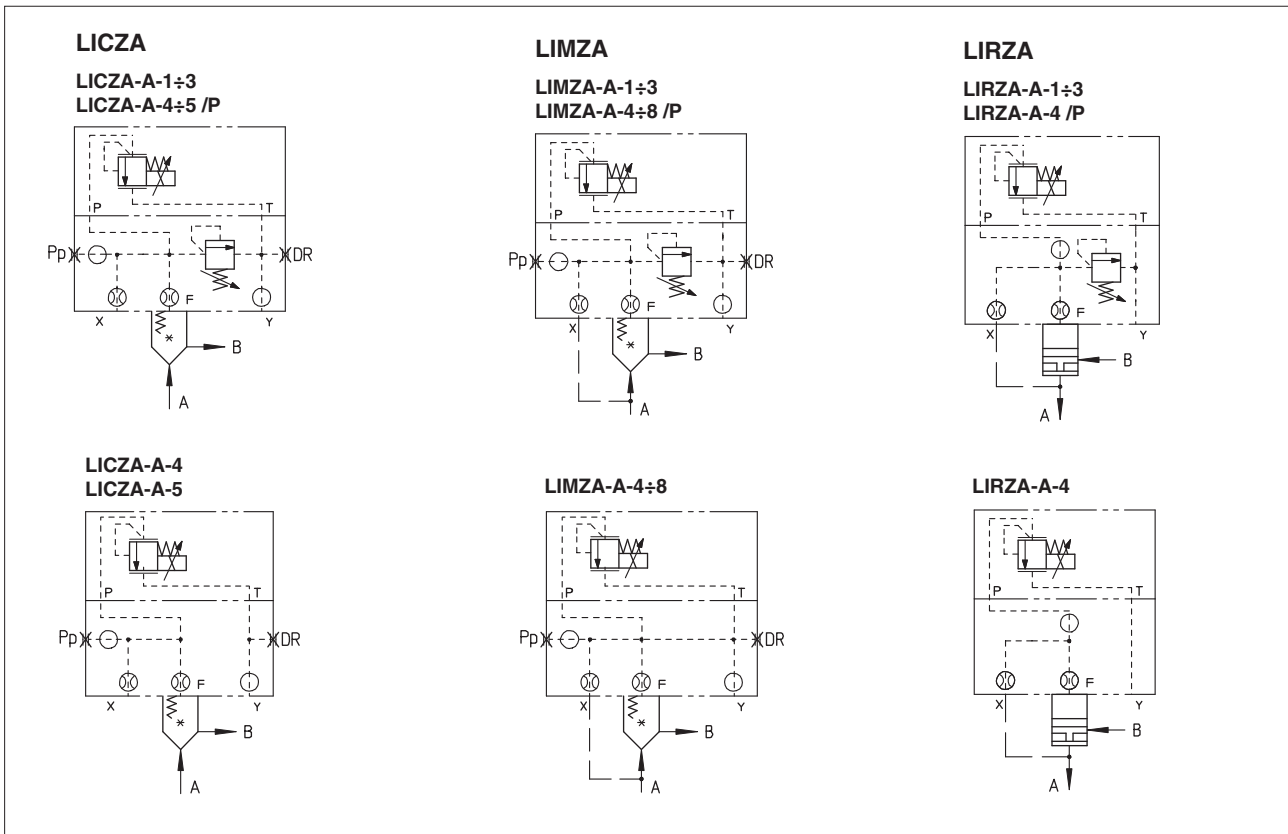 LICZA
LICZA-A-1÷3
LICZA-A-4÷5 /P
P
T
Pp
DR
X
F
Y
B
A
LIMZA
LIMZA-A-1÷3
LIMZA-A-4÷8 /P
P
T
Pp
DR
X
F
Y
B
A
LIRZA
LIRZA-A-1÷3
LIRZA-A-4 /P
P
T
X
F
Y
B
A
LICZA-A-4
LICZA-A-5
P
T
Pp
DR
X
F
Y
B
A
LIMZA-A-4÷8
P
T
Pp
DR
X
F
Y
B
A
LIRZA-A-4
P
T
X
F
Y
B
A